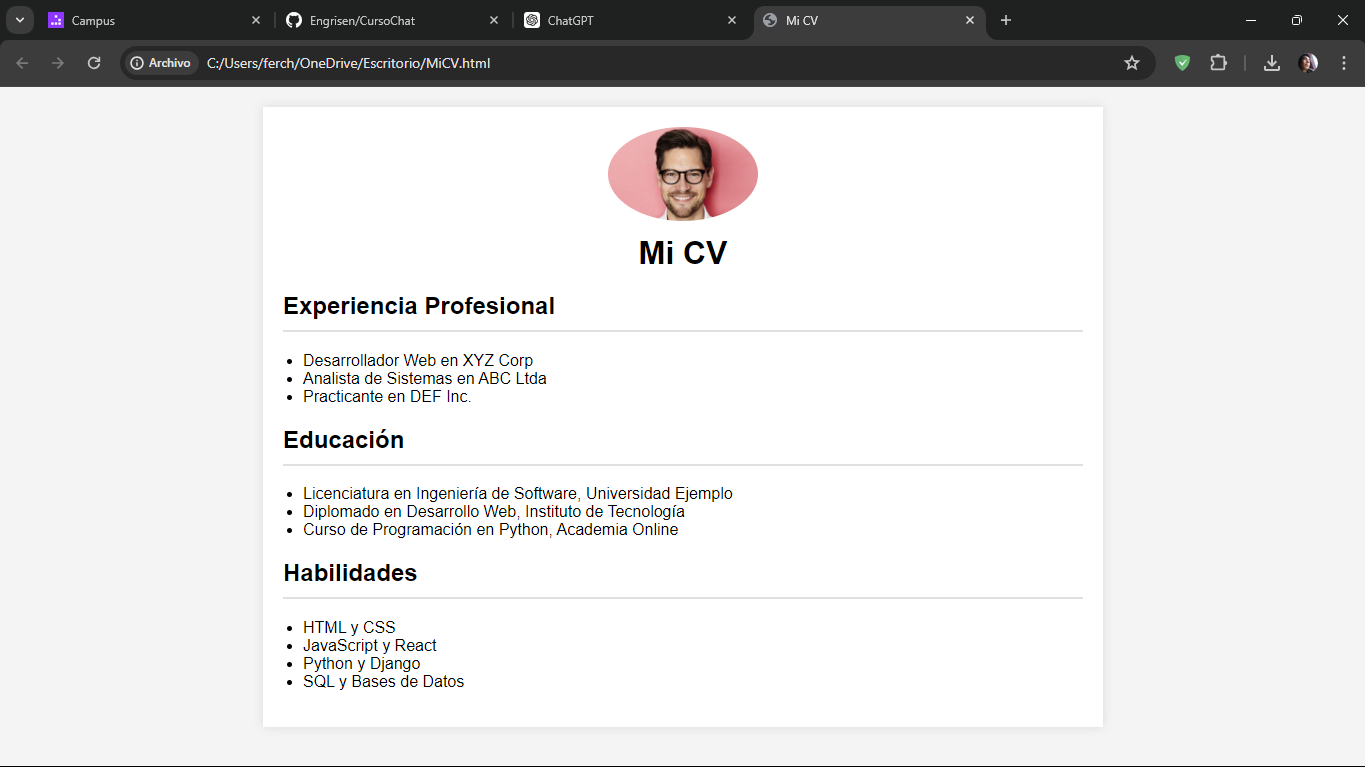 Campus
Engrisen/CursoChat
ChatGPT
Mi CV
Archivo
C:/Users/ferch/OneDrive/Escritorio/MiCV.html
Mi CV
Experiencia Profesional
Desarrollador Web en XYZ Corp
Analista de Sistemas en ABC Ltda
Practicante en DEF Inc.
Educación
Licenciatura en Ingeniería de Software, Universidad Ejemplo
Diplomado en Desarrollo Web, Instituto de Tecnología
Curso de Programación en Python, Academia Online
Habilidades
HTML y CSS
JavaScript y React
Python y Django
SQL y Bases de Datos